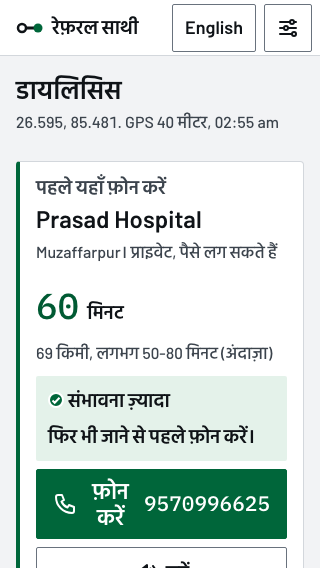 रेफ़रल साथी
English
डायलिसिस
26.595, 85.481. GPS 40 मीटर, 02:55 am
पहले यहाँ फ़ोन करें
Prasad Hospital
Muzaffarpur। प्राइवेट, पैसे लग सकते हैं
60 मिनट
69 किमी, लगभग 50-80 मिनट (अंदाज़ा)
संभावना ज़्यादा
फिर भी जाने से पहले फ़ोन करें।
फ़ोन
करें
9570996625